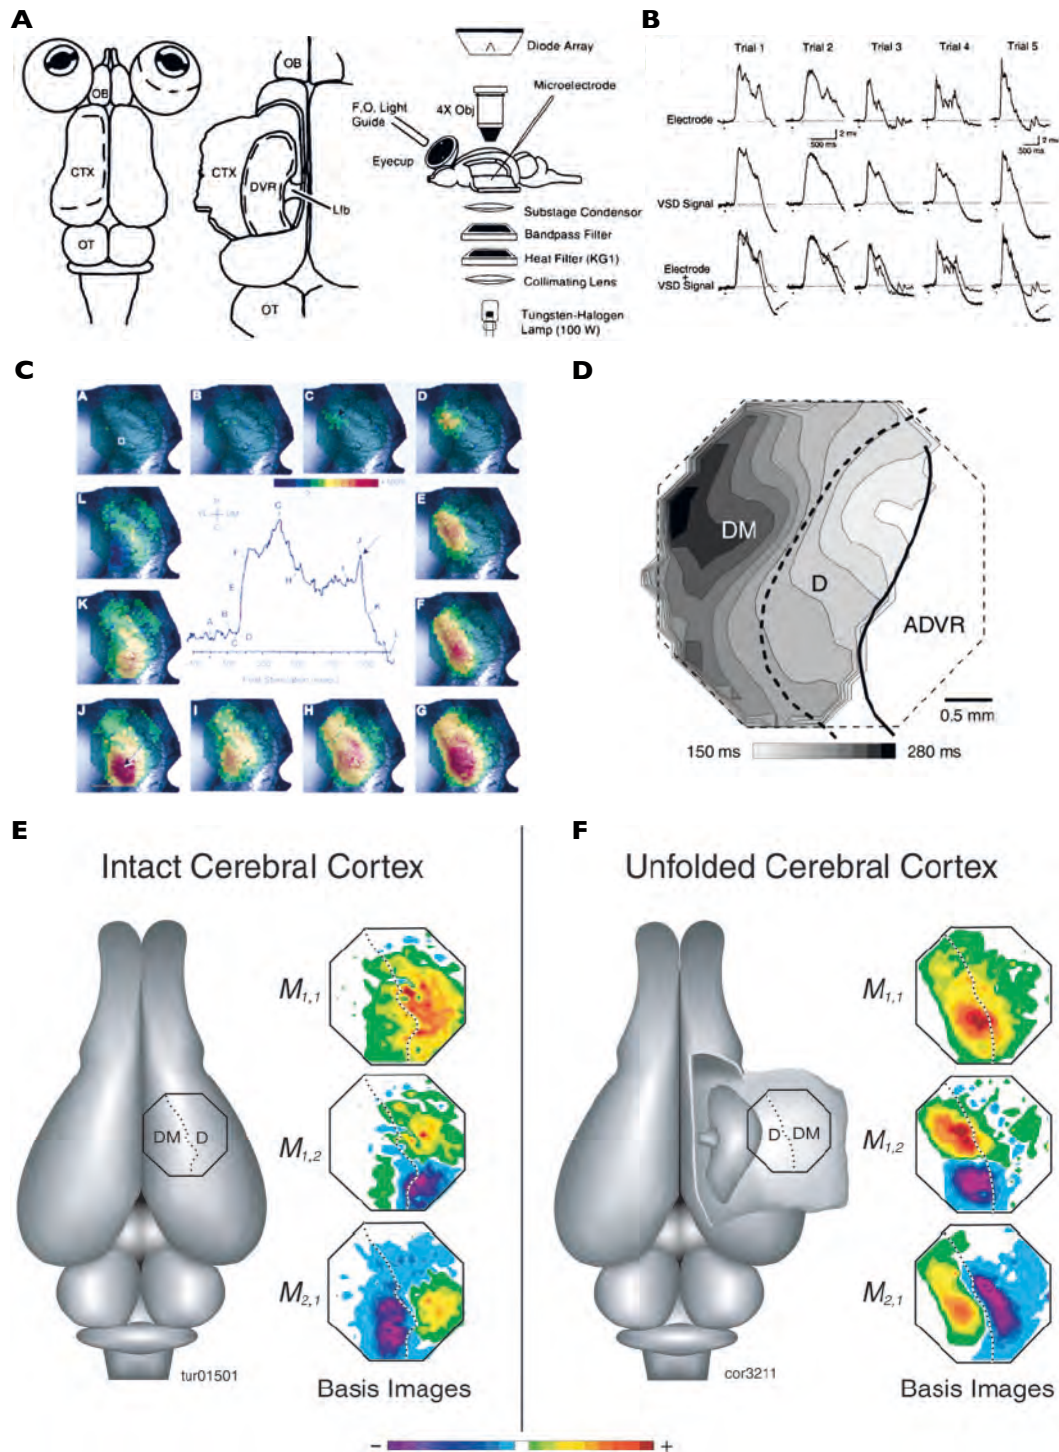 A
OB
CTX
OT
OB
CTX
DVR
Lfb
OT
Diode Array
Microelectrode
4X Obj
F.O. Light
Guide
Eyecup
Substage Condensor
Bandpass Filter
Heat Filter (KG1)
Collimating Lens
Tungsten-Halogen
Lamp (100 W)
B
Trial 1 Trial 2 Trial 3 Trial 4 Trial 5
Electrode
2 mv
500 ms
2 mv
500 ms
VSD Signal
Electrode
+
VSD Signal
C
A B C D
L E
K F
J I H G
G
F
H
E
I
J
A
B
C
D
K
L
D
DM
D
ADVR
0.5 mm
150 ms 280 ms
E
Intact Cerebral Cortex
DM D
M1,1
M1,2
M2,1
tur01501
Basis Images
F
Unfolded Cerebral Cortex
D DM
M1,1
M1,2
M2,1
cor3211
Basis Images
− +